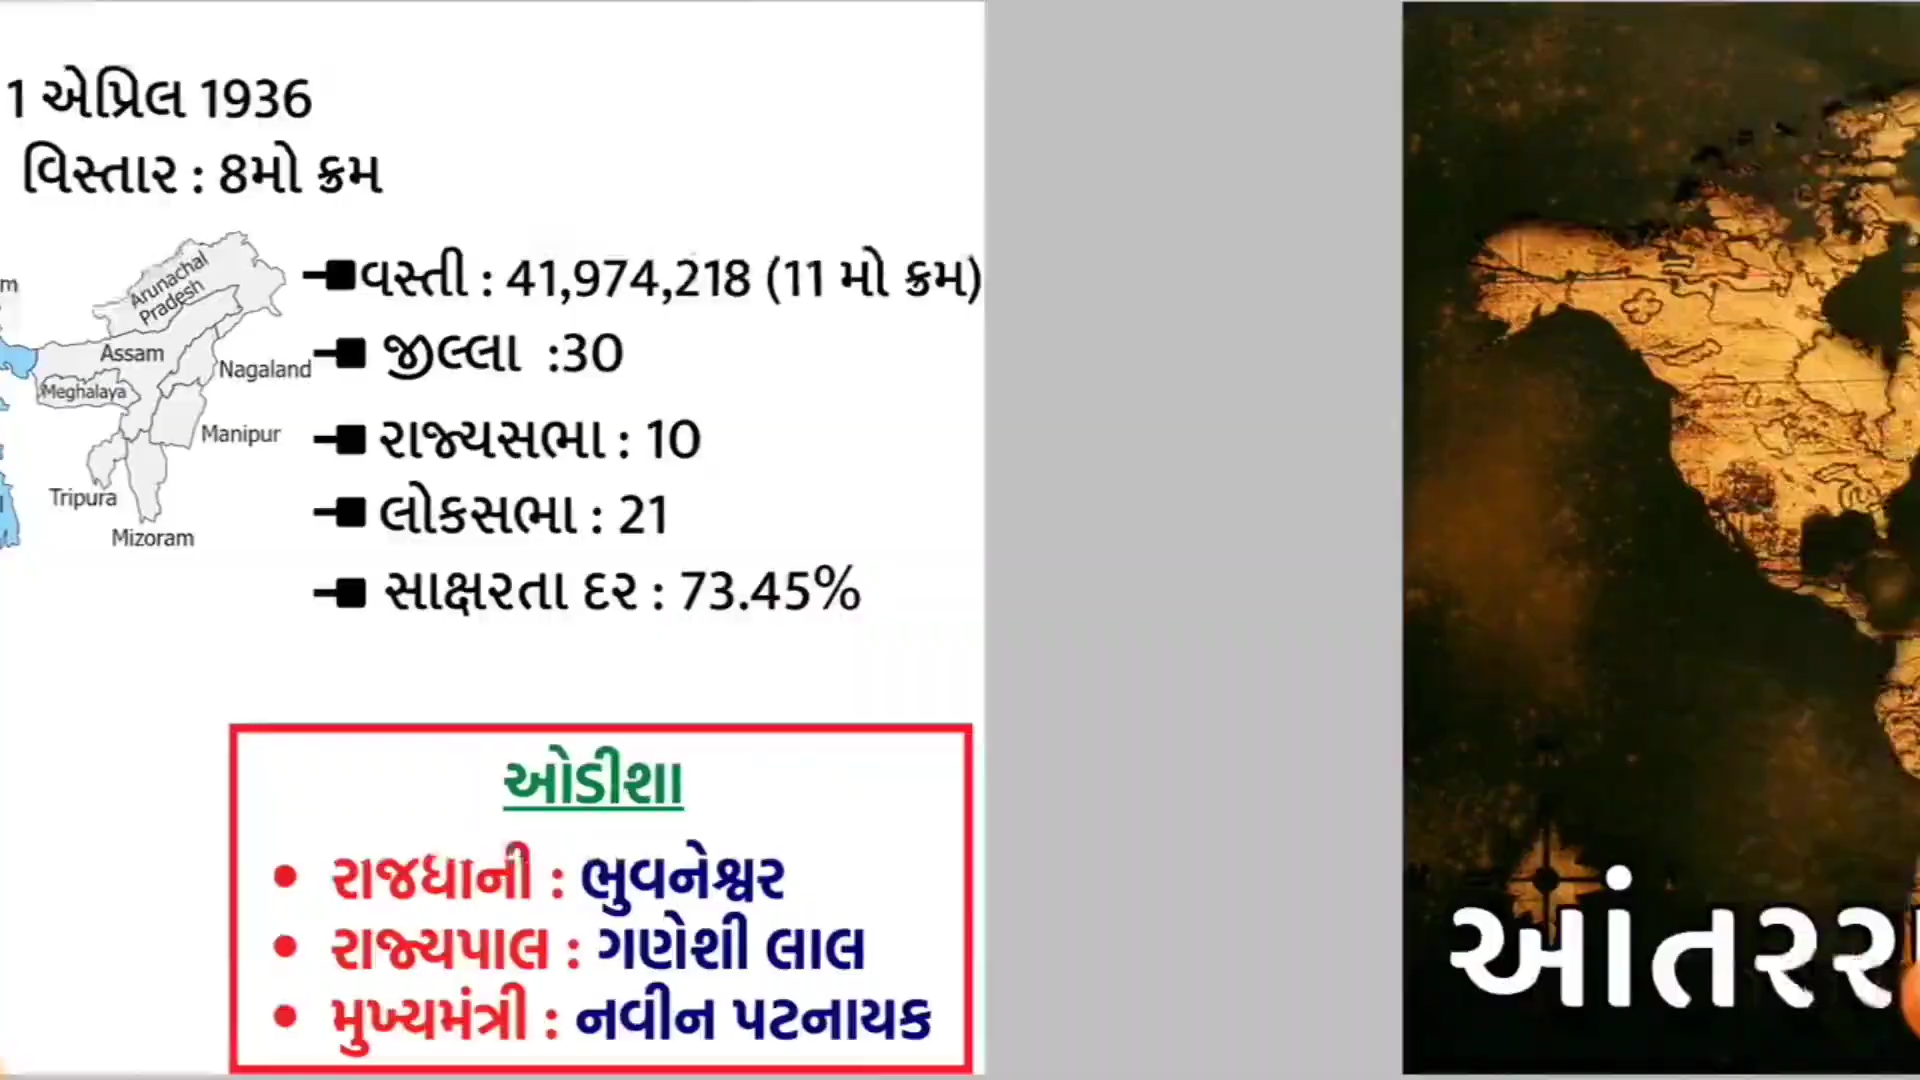 1 એપ્રિલ 1936
વિસ્તાર : 8મો ક્રમ
Arunachal
Pradesh
Assam
Nagaland
Meghalaya
Manipur
Tripura
Mizoram
વસ્તી : 41,974,218 (11 મો ક્રમ)
જીલ્લા :30
રાજ્યસભા : 10
લોકસભા : 21
સાક્ષરતા દર : 73.45%
ઓડીશા
• રાજધાની : ભુવનેશ્વર
• રાજ્યપાલ : ગણેશી લાલ
• મુખ્યમંત્રી : નવીન પટનાયક